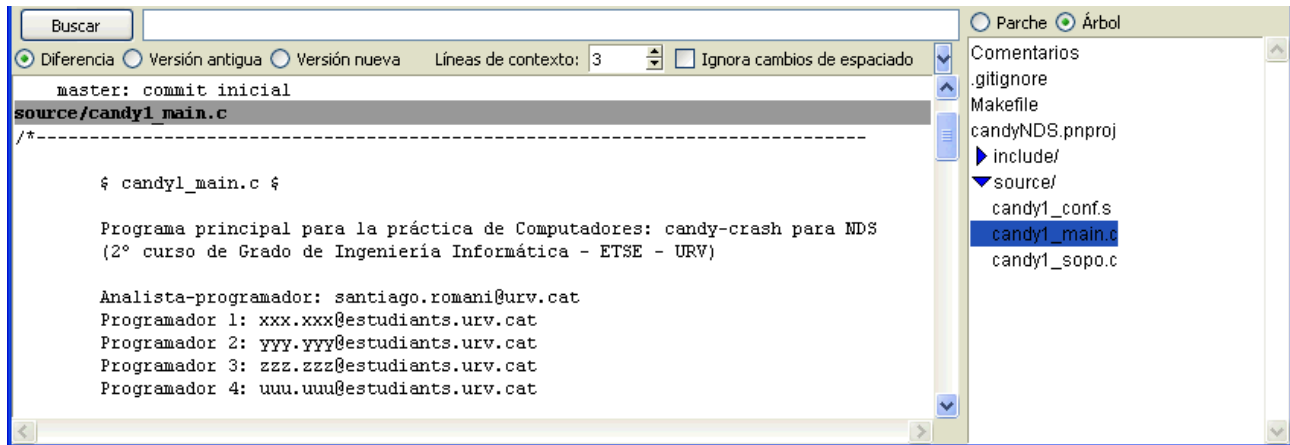 Buscar
Diferencia Versión antigua Versión nueva Líneas de contexto: 3 Ignora cambios de espaciado
master: commit inicial
source/candy1_main.c
/*-----------------------------------------------------------------------------
$ candy1_main.c $
Programa principal para la práctica de Computadores: candy-crash para NDS
(2º curso de Grado de Ingeniería Informática - ETSE - URV)
Analista-programador: santiago.romani@urv.cat
Programador 1: xxx.xxx@estudiants.urv.cat
Programador 2: yyy.yyy@estudiants.urv.cat
Programador 3: zzz.zzz@estudiants.urv.cat
Programador 4: uuu.uuu@estudiants.urv.cat
Parche Árbol
Comentarios
.gitignore
Makefile
candyNDS.pnproj
include/
source/
candy1_conf.s
candy1_main.c
candy1_sopo.c